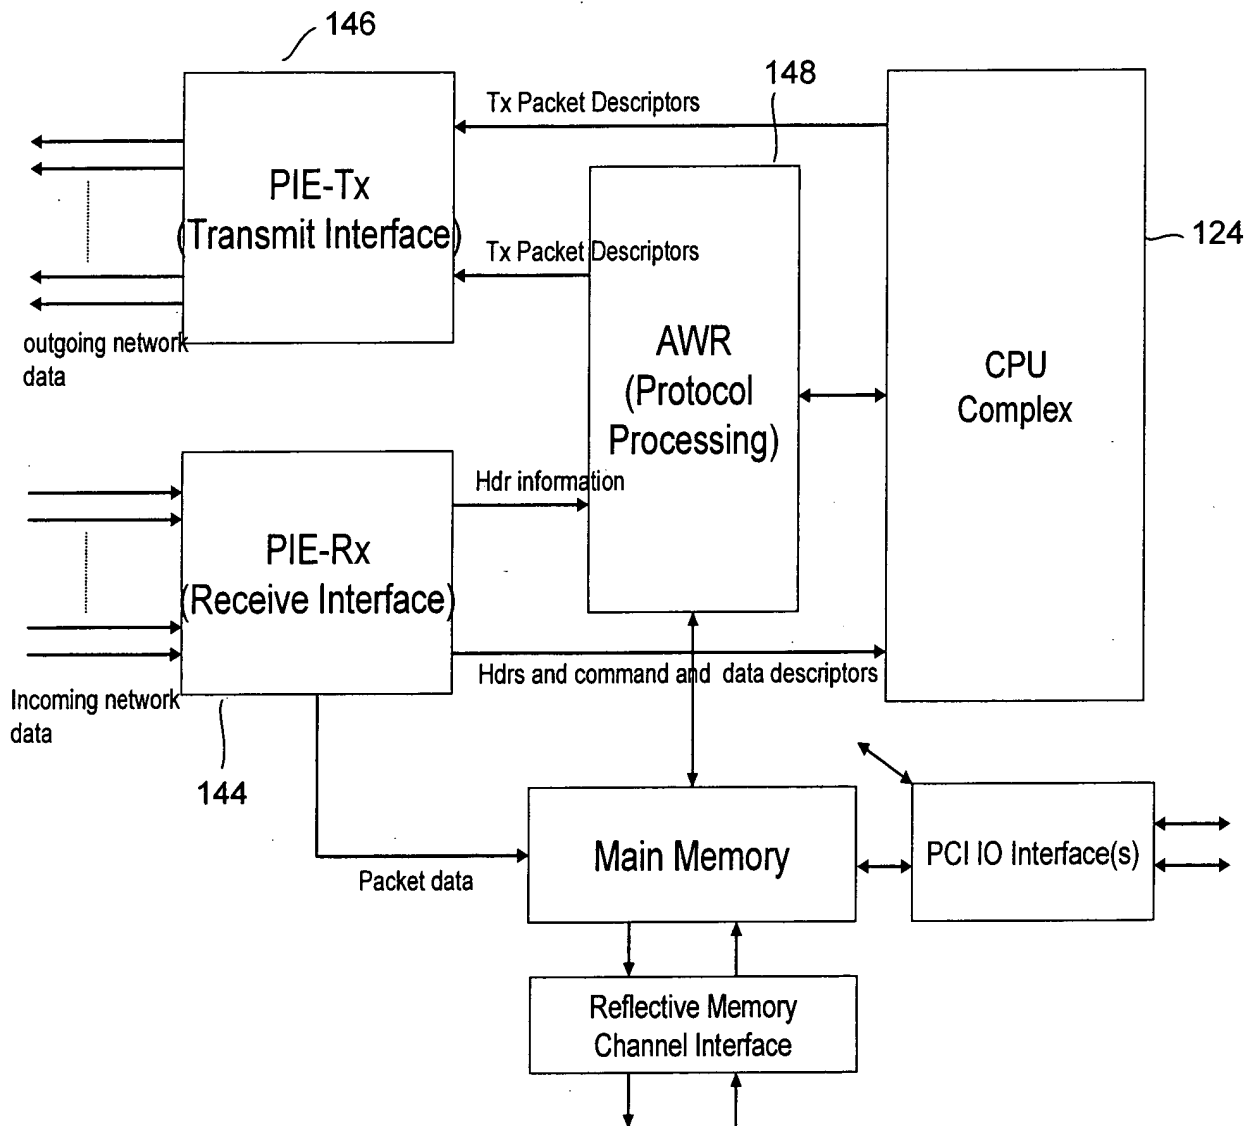 146
148
Tx Packet Descriptors
PIE-Tx
(Transmit Interface)
124
Tx Packet Descriptors
outgoing network
data
AWR
(Protocol
Processing)
CPU
Complex
Hdr information
PIE-Rx
(Receive Interface)
Hdrs and command and data descriptors
Incoming network
data
144
Main Memory
PCI IO Interface(s)
Packet data
Reflective Memory
Channel Interface